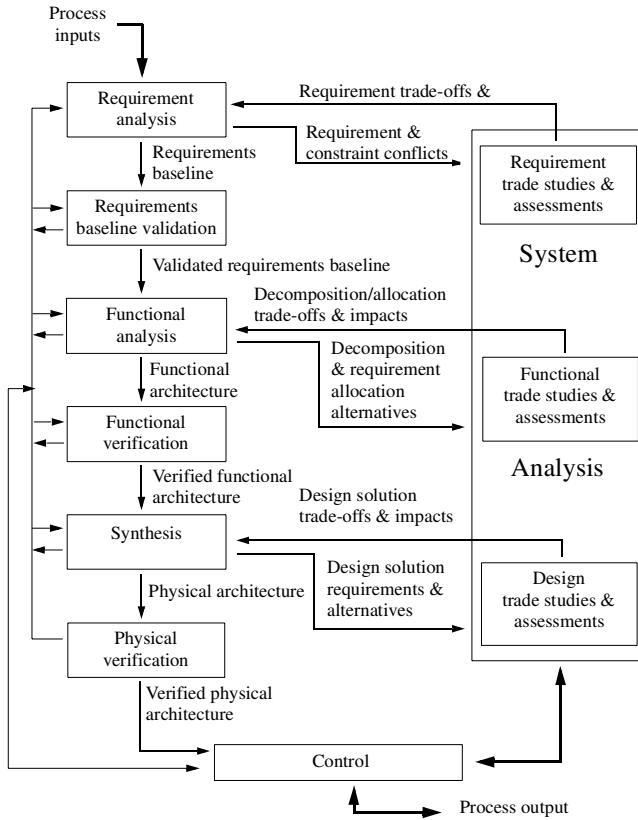 Process
inputs
Requirement
analysis
Requirement trade-offs &
Requirement &
constraint conflicts
Requirement
trade studies &
assessments
Requirements
baseline
Requirements
baseline validation
System
Validated requirements baseline
Decomposition/allocation
trade-offs & impacts
Functional
analysis
Decomposition
& requirement
allocation
alternatives
Functional
trade studies &
assessments
Functional
architecture
Functional
verification
Analysis
Verified functional
architecture
Design solution
trade-offs & impacts
Synthesis
Design solution
requirements &
alternatives
Design
trade studies &
assessments
Physical architecture
Physical
verification
Verified physical
architecture
Control
Process output